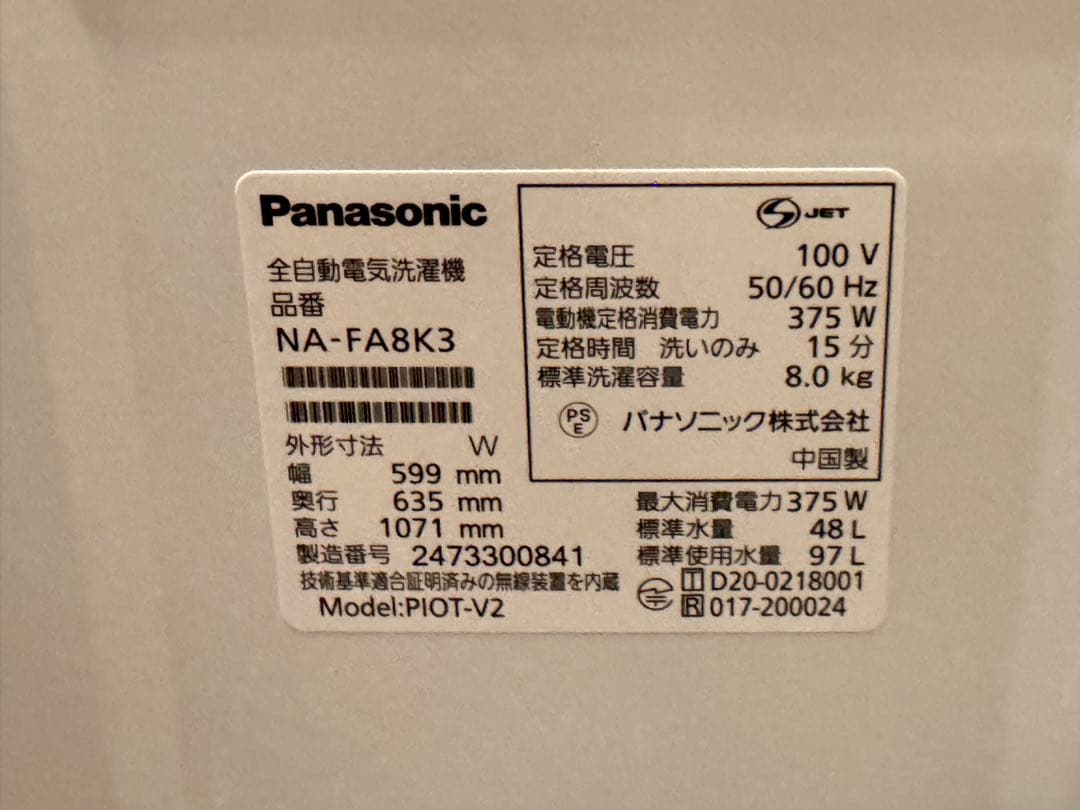 Panasonic
全自動電気洗濯機
品番
NA-FA8K3
外形寸法 W
幅 599 mm
奥行 635 mm
高さ 1071 mm
製造番号 2473300841
技術基準適合証明済みの無線装置を内蔵
Model:PIOT-V2
S JET
定格電圧 100 V
定格周波数 50/60 Hz
電動機定格消費電力 375 W
定格時間 洗いのみ 15 分
標準洗濯容量 8.0 kg
PS E パナソニック株式会社
中国製
最大消費電力 375 W
標準水量 48 L
標準使用水量 97 L
T D20-0218001
R 017-200024